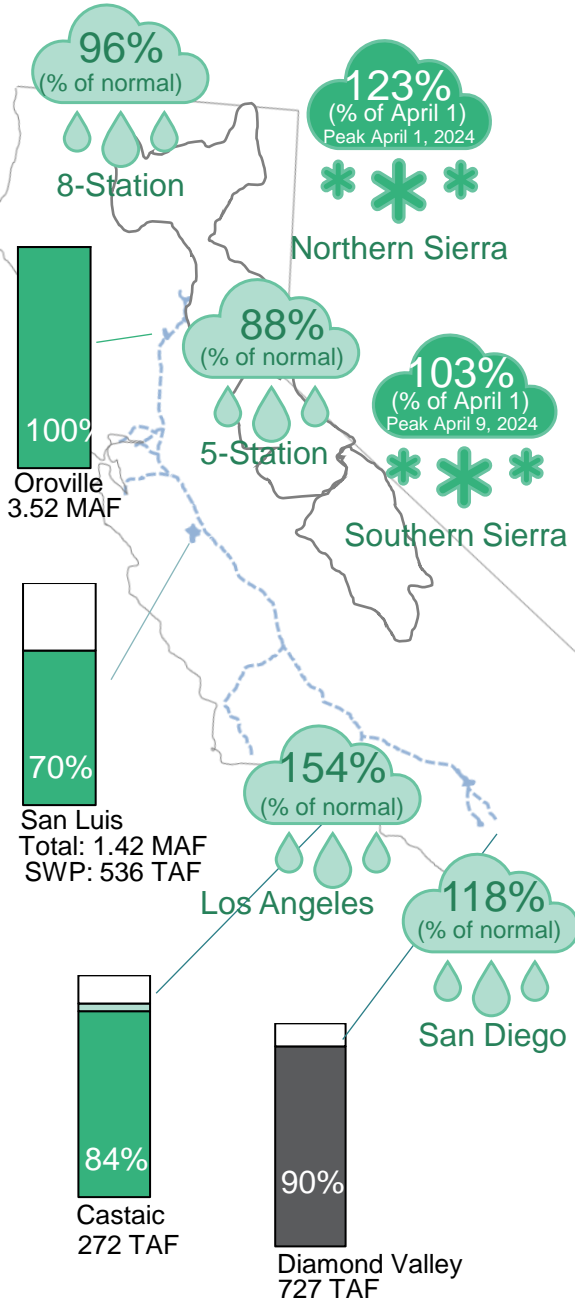 96%
(% of normal)
8-Station
123%
(% of April 1)
Peak April 1, 2024
Northern Sierra
100%
Oroville
3.52 MAF
88%
(% of normal)
5-Station
103%
(% of April 1)
Peak April 9, 2024
Southern Sierra
70%
San Luis
Total: 1.42 MAF
SWP: 536 TAF
154%
(% of normal)
Los Angeles
118%
(% of normal)
San Diego
84%
Castaic
272 TAF
90%
Diamond Valley
727 TAF